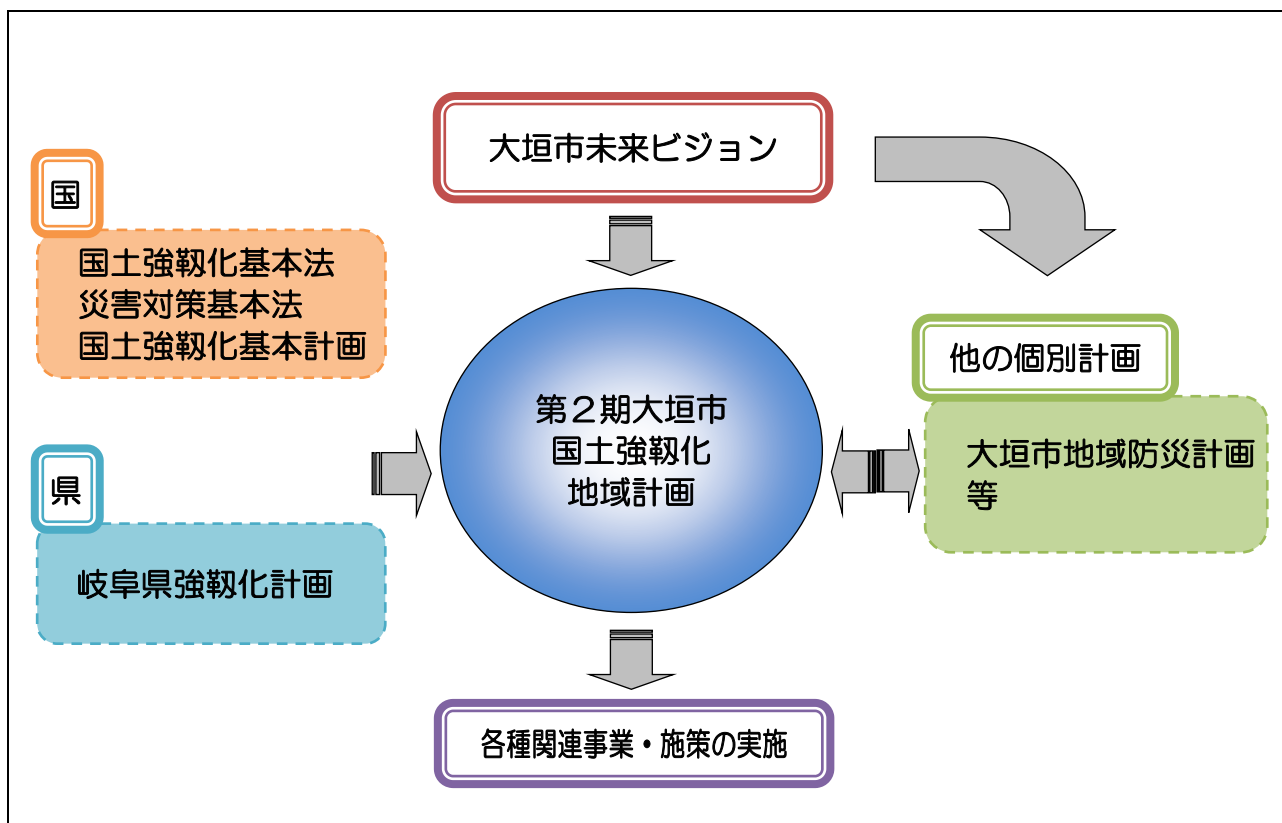 大垣市未来ビジョン
国
国土強靱化基本法
災害対策基本法
国土強靱化基本計画
県
岐阜県強靱化計画
第２期大垣市
国土強靱化
地域計画
他の個別計画
大垣市地域防災計画
等
各種関連事業・施策の実施